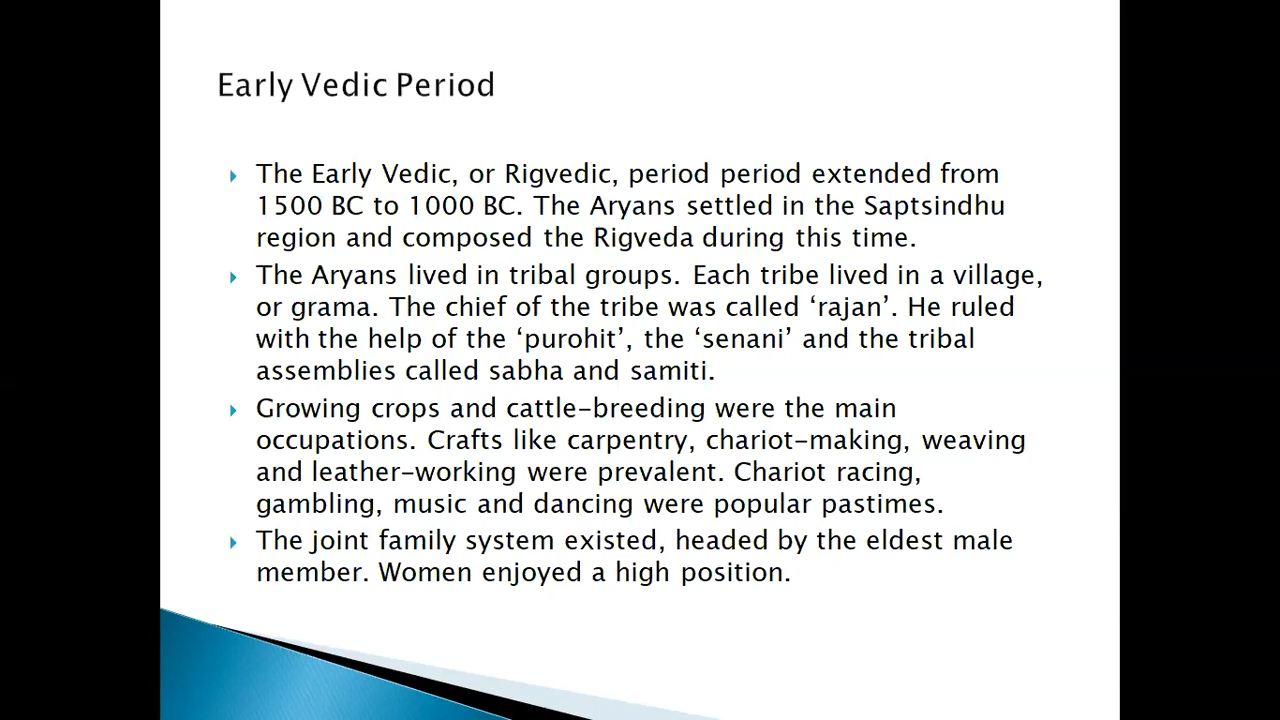 Early Vedic Period
The Early Vedic, or Rigvedic, period period extended from
1500 BC to 1000 BC. The Aryans settled in the Saptsindhu
region and composed the Rigveda during this time.
The Aryans lived in tribal groups. Each tribe lived in a village,
or grama. The chief of the tribe was called ‘rajan’. He ruled
with the help of the ‘purohit’, the ‘senani’ and the tribal
assemblies called sabha and samiti.
Growing crops and cattle-breeding were the main
occupations. Crafts like carpentry, chariot-making, weaving
and leather-working were prevalent. Chariot racing,
gambling, music and dancing were popular pastimes.
The joint family system existed, headed by the eldest male
member. Women enjoyed a high position.